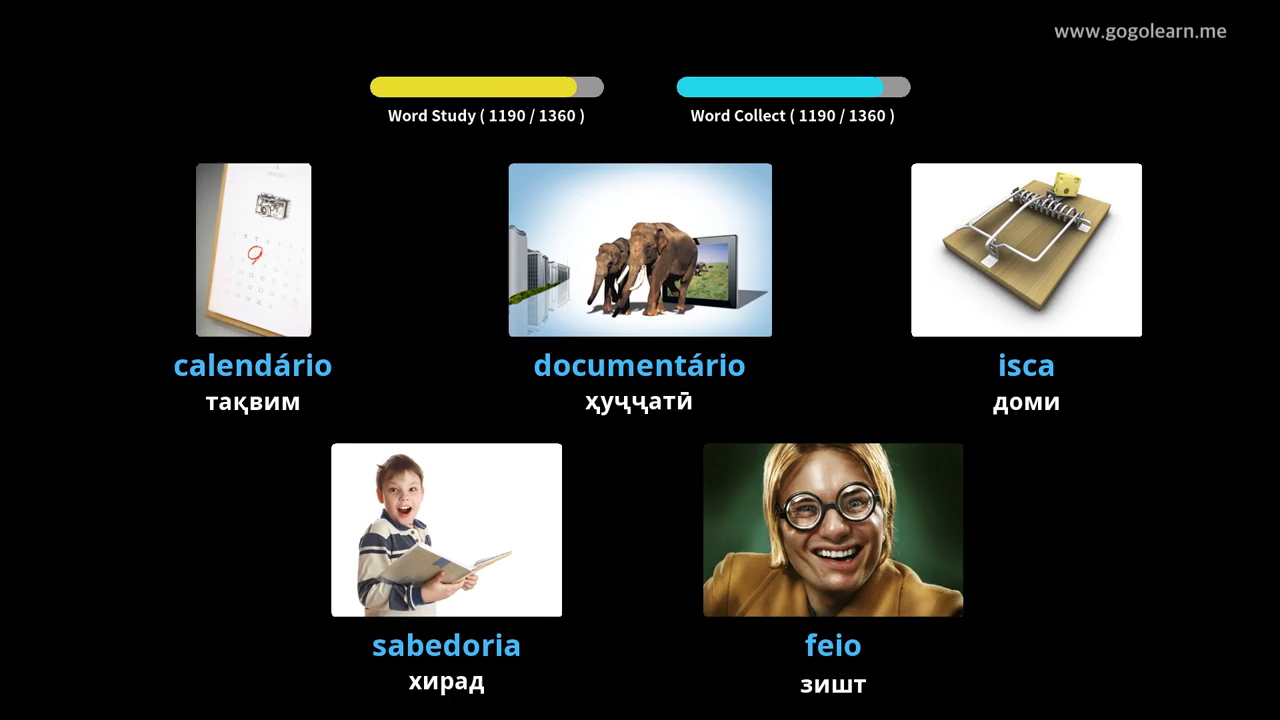 www.gogolearn.me
Word Study ( 1190 / 1360 )
Word Collect ( 1190 / 1360 )
calendário
тақвим
documentário
ҳуҷҷатӣ
isca
доми
sabedoria
хирад
feio
зишт